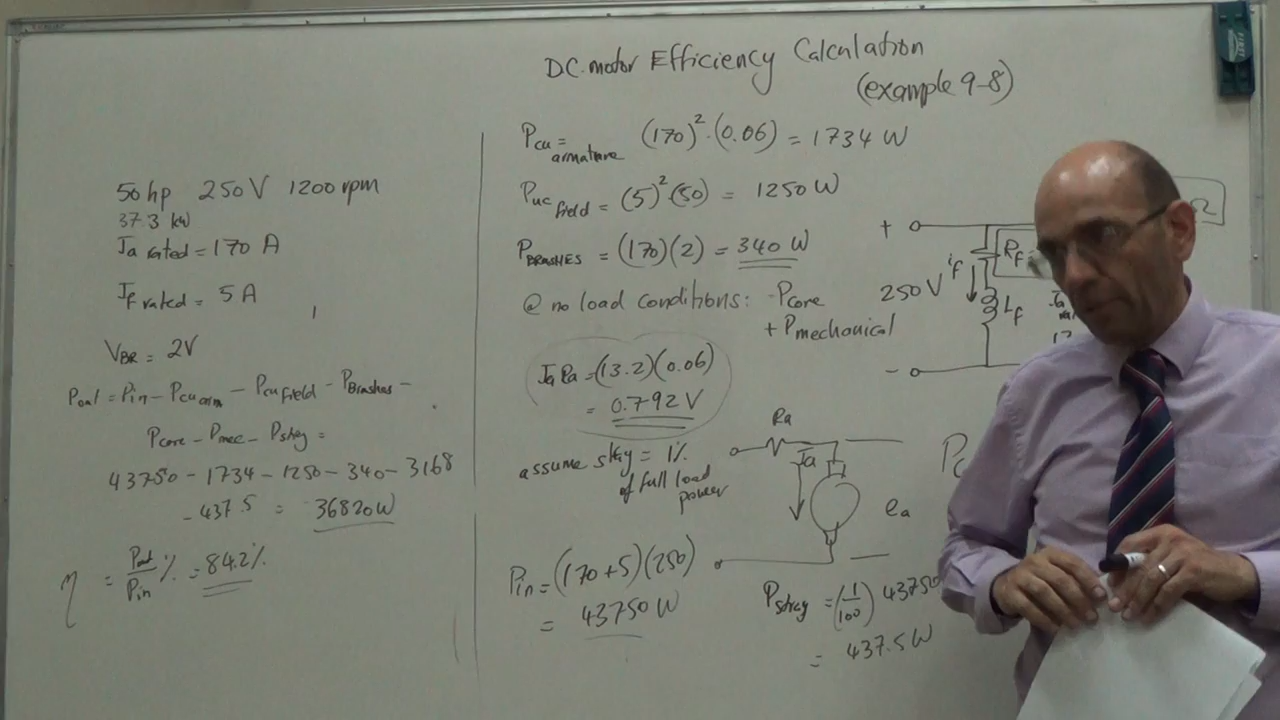 DC motor Efficiency Calculation
(example 9-8)
50 hp 250 V 1200 rpm
37.3 kW
Ia rated = 170 A
If rated = 5 A
VBR = 2V
Pout = Pin - Pcu arm - Pcu field - PBrushes -
Pcore - Pmec - Pstray =
43750 - 1734 - 1250 - 340 - 3168
- 437.5 = 36820 W
η = Pout/Pin % = 84.2%
Pcu armature = (170)² · (0.06) = 1734 W
Puc field = (5)² (50) = 1250 W
PBRUSHES = (170)(2) = 340 W
@ no load conditions: Pcore
+ Pmechanical
Ia Ra = (13.2)(0.06)
= 0.792 V
assume stray = 1%
of full load
power
Pin = (170+5)(250)
= 43750 W
+
250 V
if
Rf =
Lf
-
Ω
Ra
Ia
ea
Pstray = (1/100) 43750
= 437.5 W
FIRST